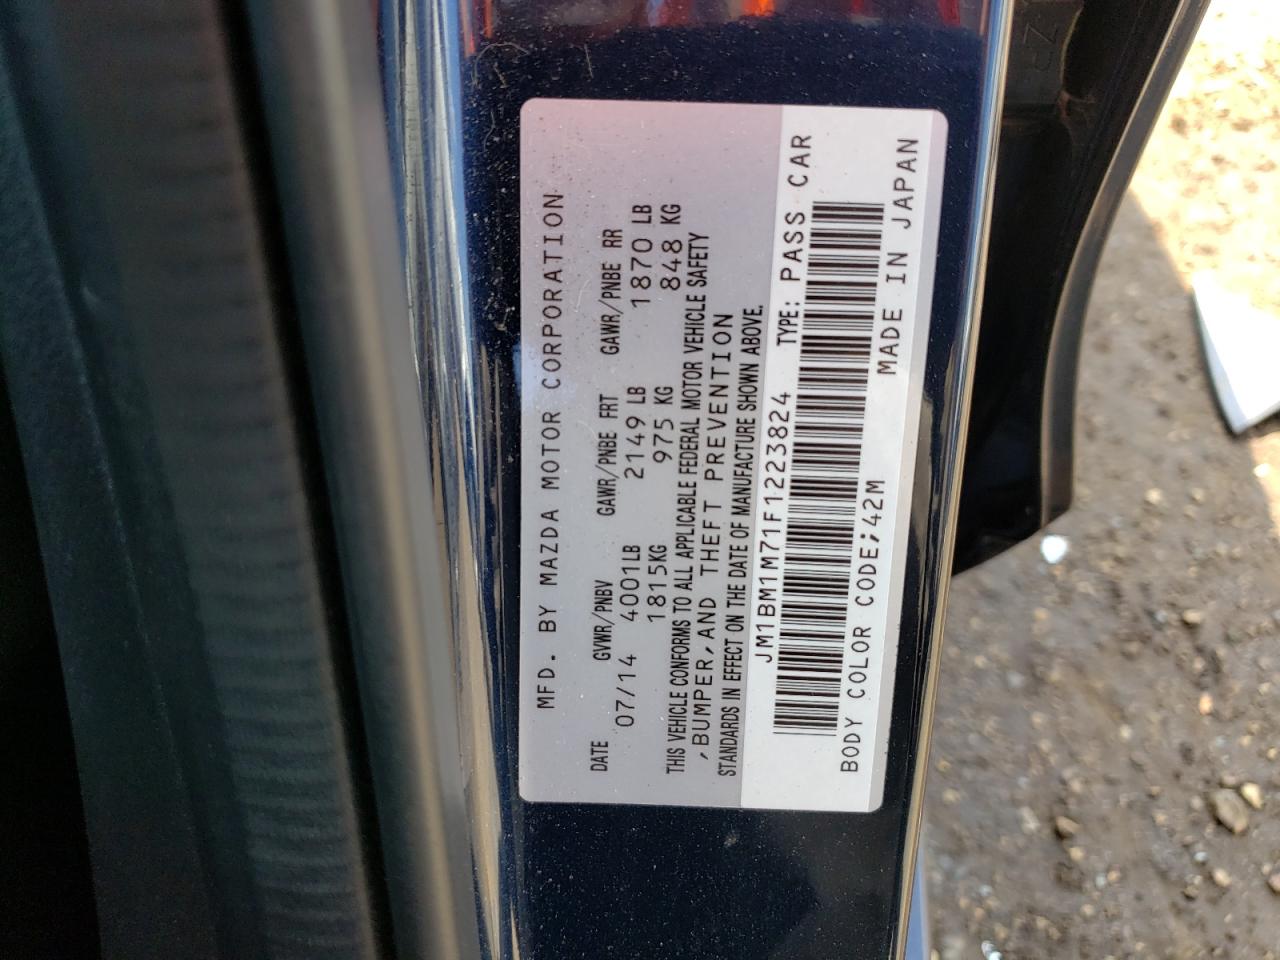 MFD. BY MAZDA MOTOR CORPORATION
DATE GVWR/PNBV GAWR/PNBE FRT GAWR/PNBE RR
07/14 4001LB 2149 LB 1870 LB
1815KG 975 KG 848 KG
THIS VEHICLE CONFORMS TO ALL APPLICABLE FEDERAL MOTOR VEHICLE SAFETY
,BUMPER,AND THEFT PREVENTION
STANDARDS IN EFFECT ON THE DATE OF MANUFACTURE SHOWN ABOVE.
JM1BM1M71F1223824 TYPE: PASS CAR
BODY COLOR CODE;42M MADE IN JAPAN